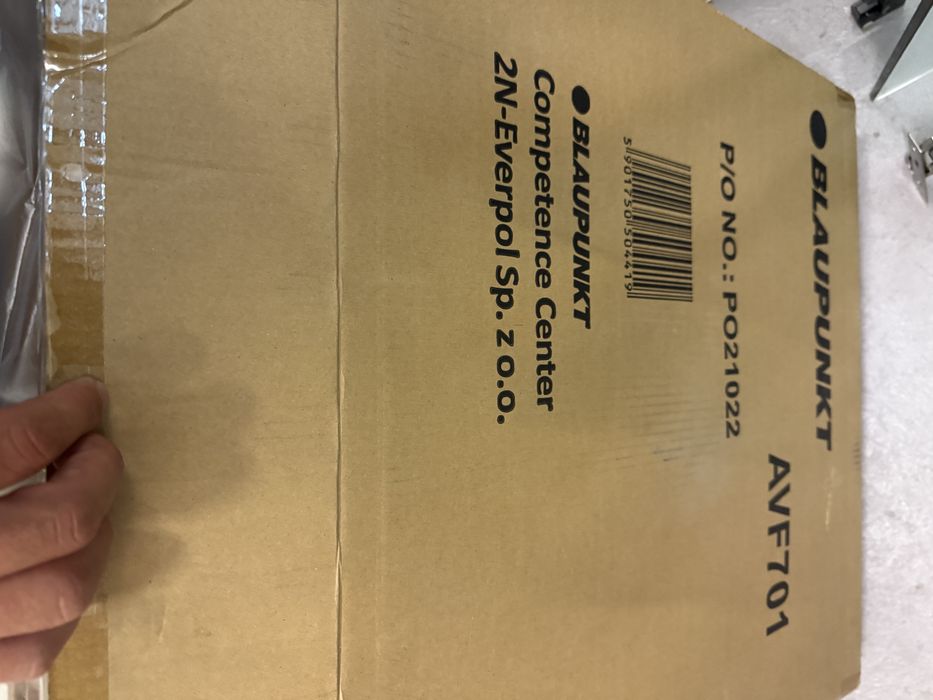 BLAUPUNKT
AVF701
P/O NO.: PO21022
5901750504419
BLAUPUNKT
Competence Center
2N-Everpol Sp. z o.o.